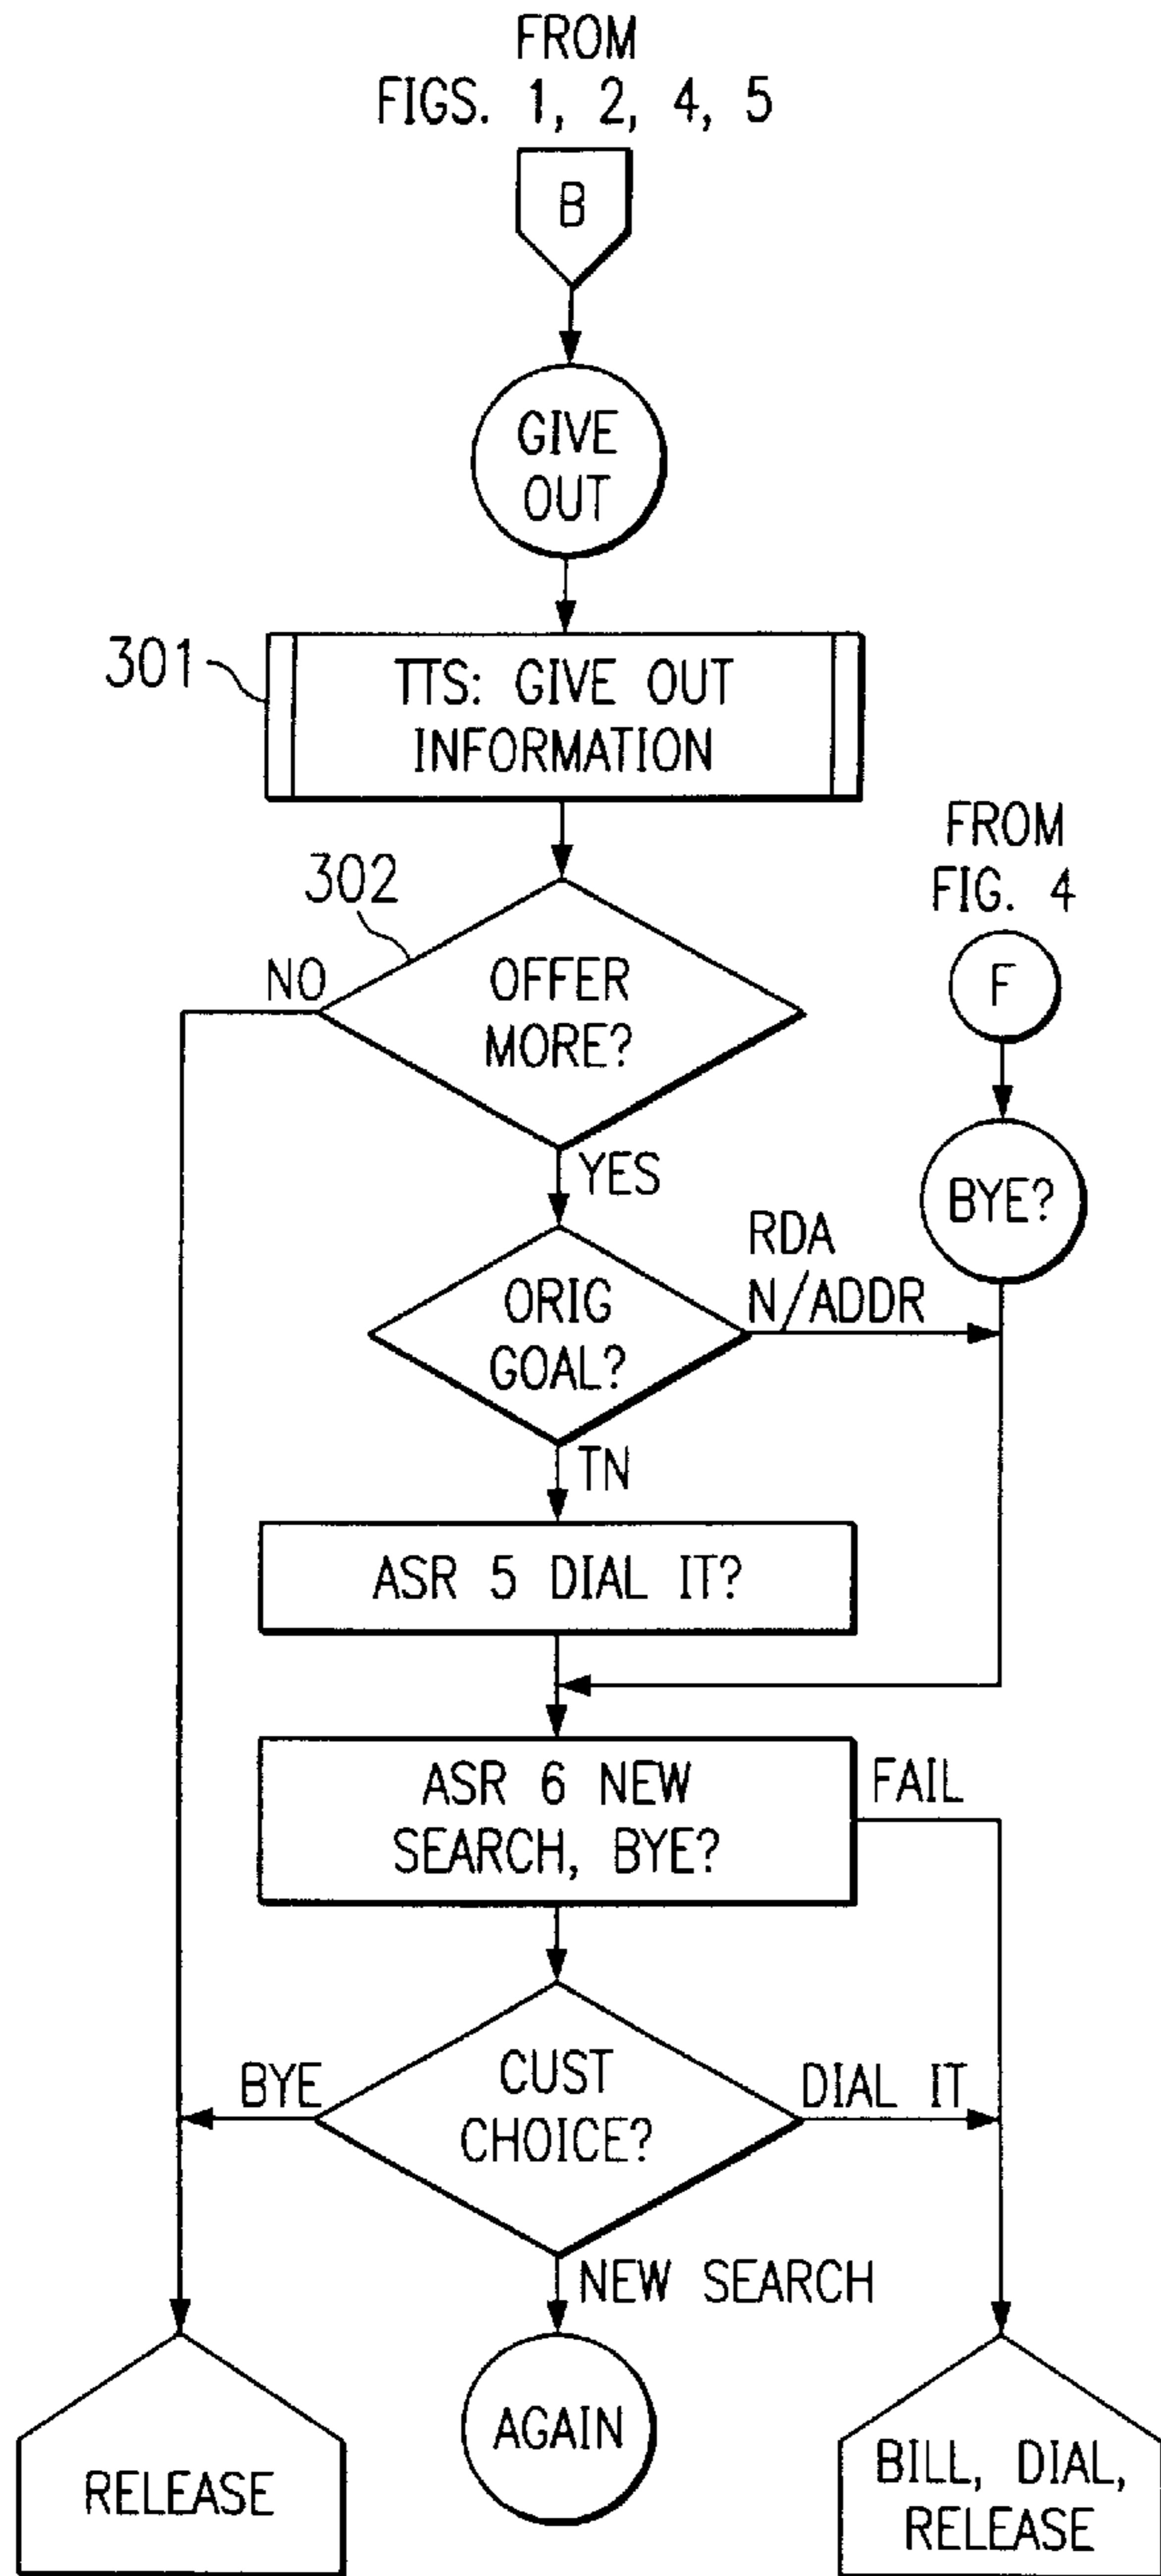 FROM
FIGS. 1, 2, 4, 5
B
GIVE
OUT
301
TTS: GIVE OUT
INFORMATION
302
NO
OFFER
MORE?
FROM
FIG. 4
F
BYE?
YES
RDA
N/ADDR
ORIG
GOAL?
TN
ASR 5 DIAL IT?
ASR 6 NEW
SEARCH, BYE?
FAIL
BYE
CUST
CHOICE?
DIAL IT
NEW SEARCH
RELEASE
AGAIN
BILL, DIAL,
RELEASE